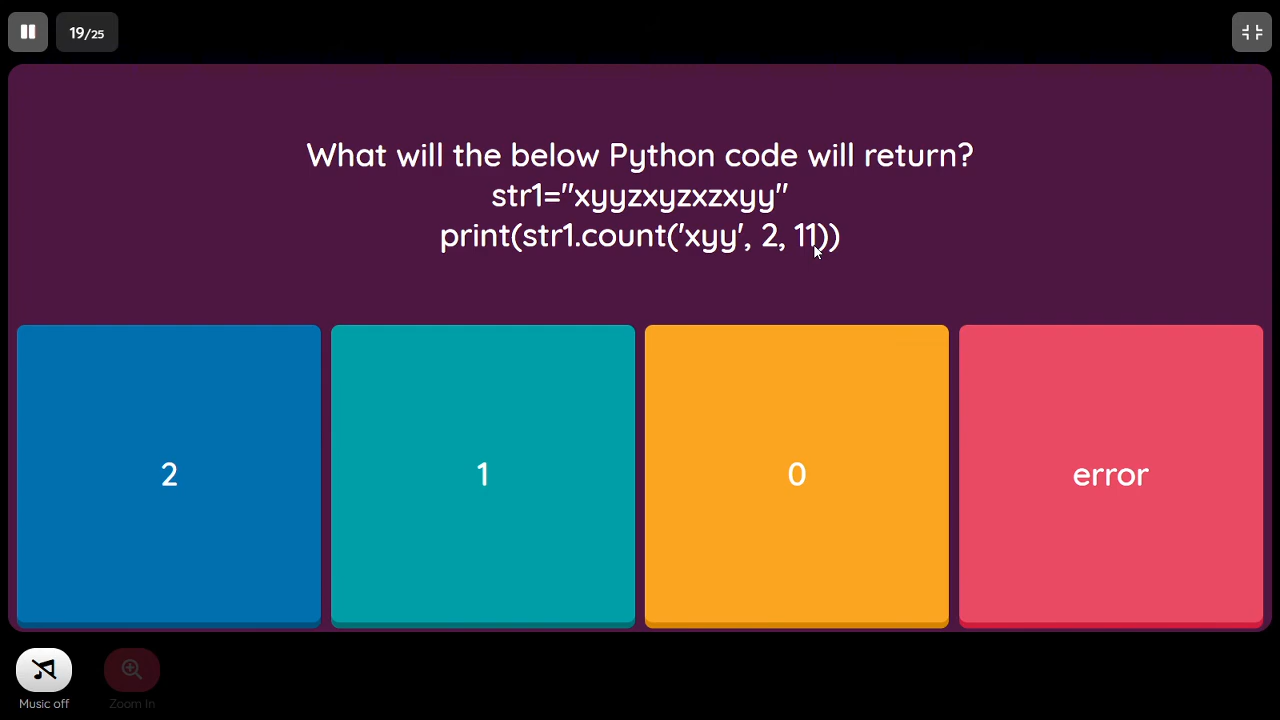 19/25
What will the below Python code will return?
str1="xyyzxyzxzxyy"
print(str1.count('xyy', 2, 11))
2
1
0
error
Music off
Zoom In